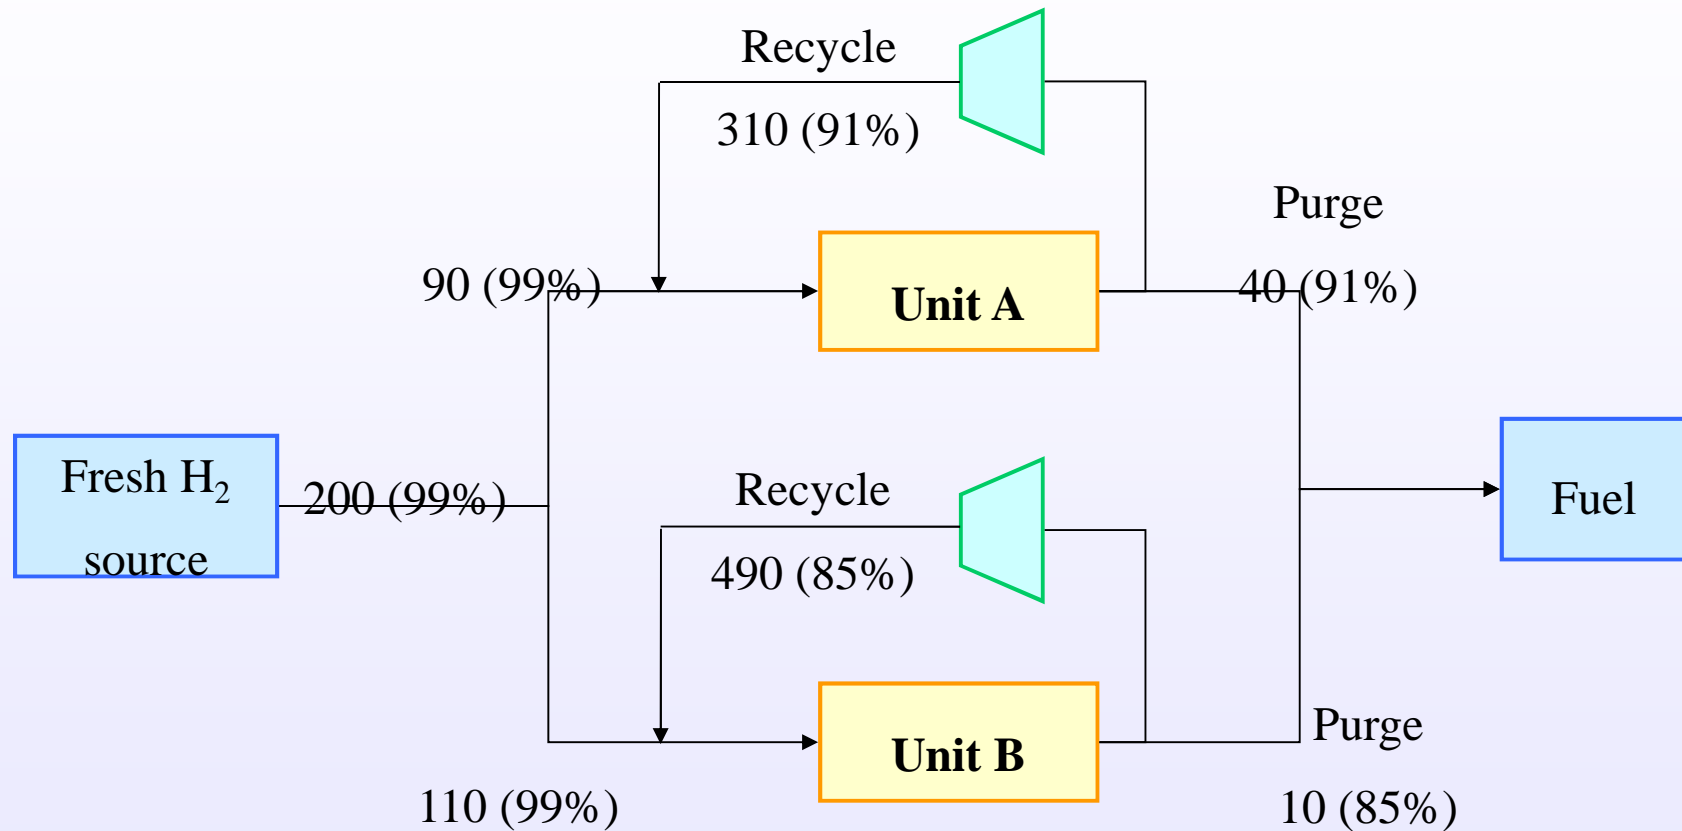 Recycle
310 (91%)
Purge
90 (99%)
Unit A
40 (91%)
Fresh H₂
source
200 (99%)
Recycle
490 (85%)
Fuel
Purge
Unit B
110 (99%)
10 (85%)